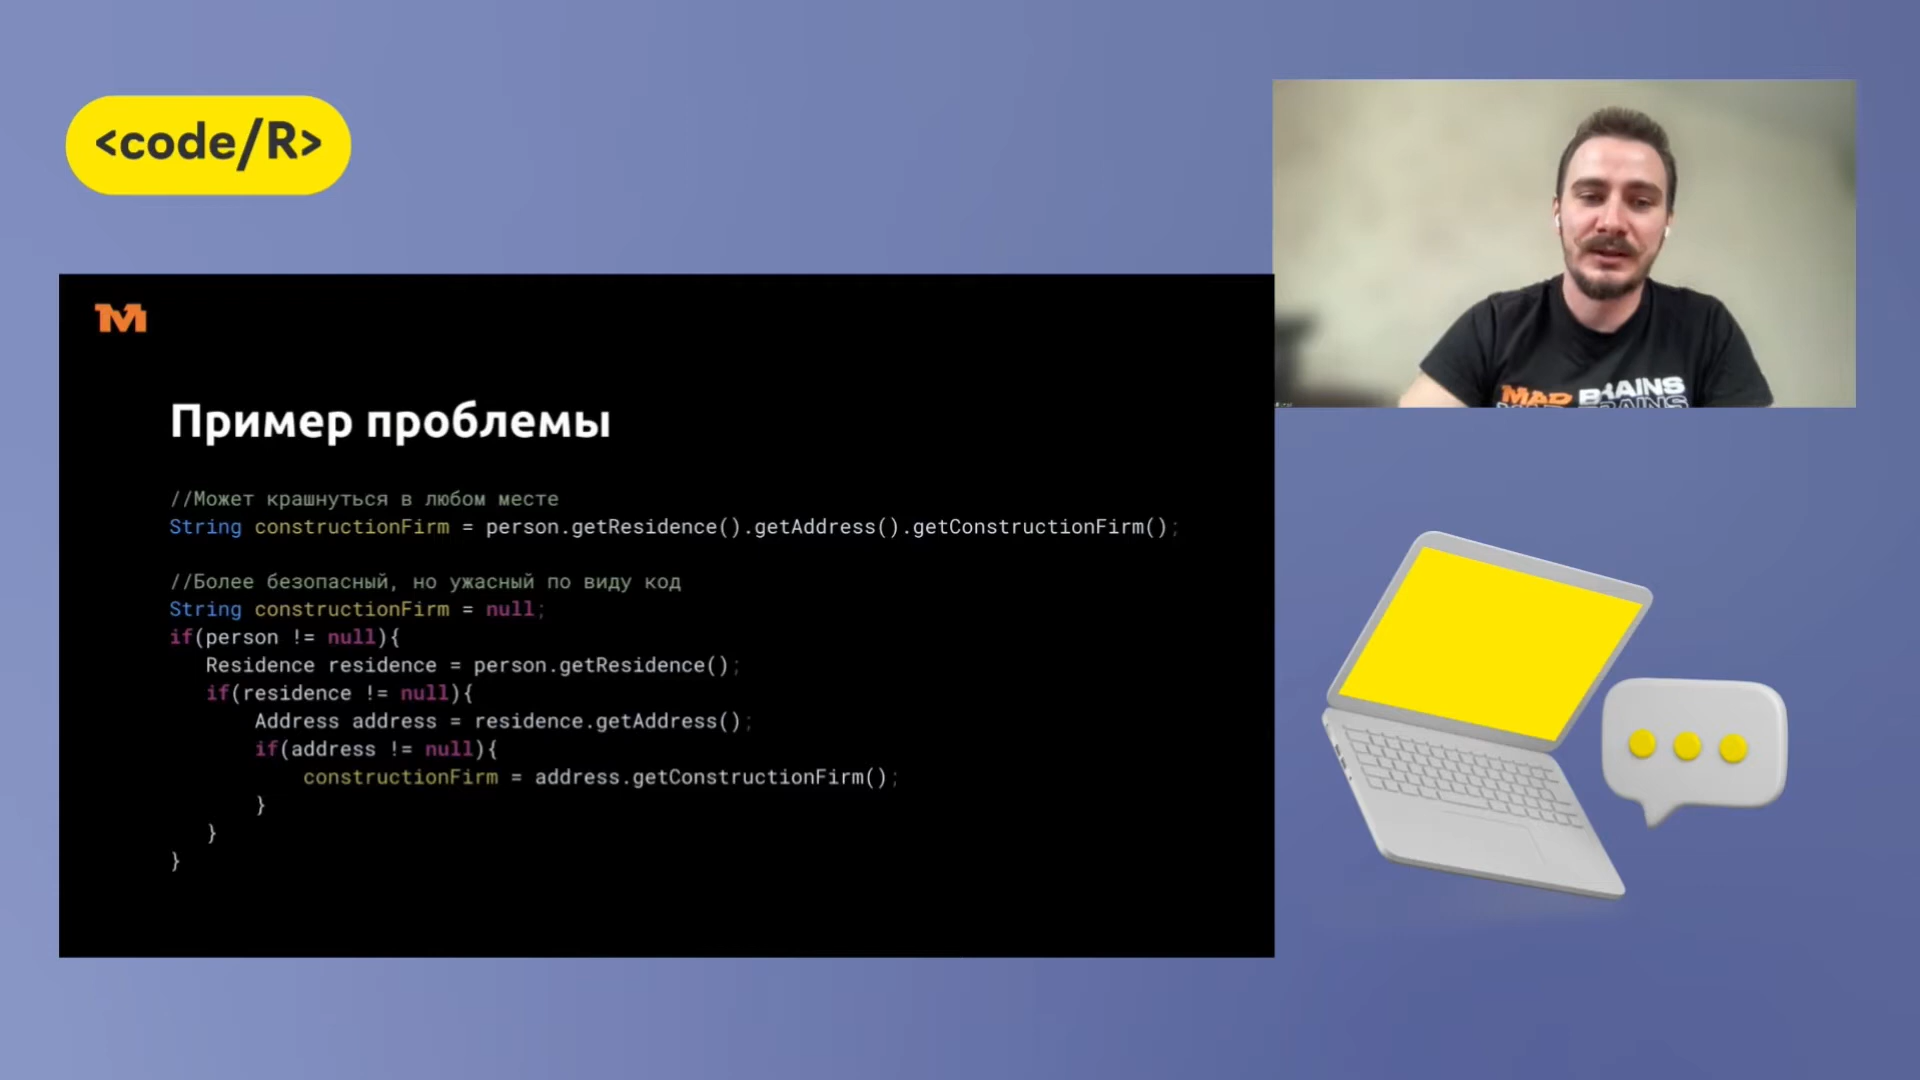 <code/R>
MAD BRAINS
Пример проблемы
//Может крашнуться в любом месте
String constructionFirm = person.getResidence().getAddress().getConstructionFirm();
//Более безопасный, но ужасный по виду код
String constructionFirm = null;
if(person != null){
Residence residence = person.getResidence();
if(residence != null){
Address address = residence.getAddress();
if(address != null){
constructionFirm = address.getConstructionFirm();
}
}
}